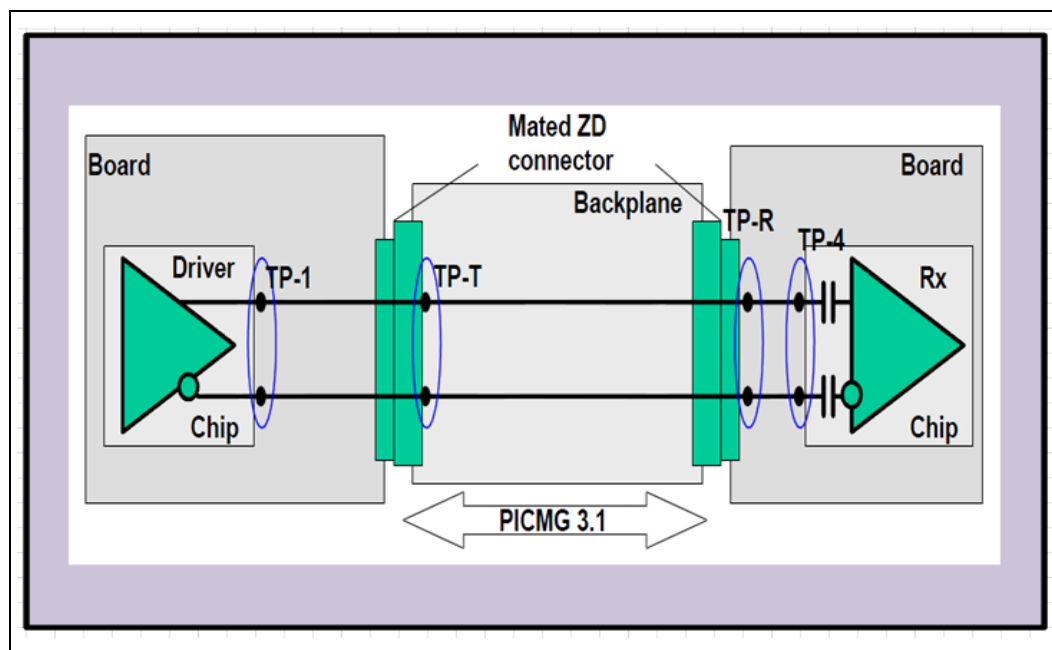 Mated ZD
connector
Board
Board
Backplane
TP-R
TP-4
Driver
TP-1
TP-T
Rx
Chip
Chip
PICMG 3.1